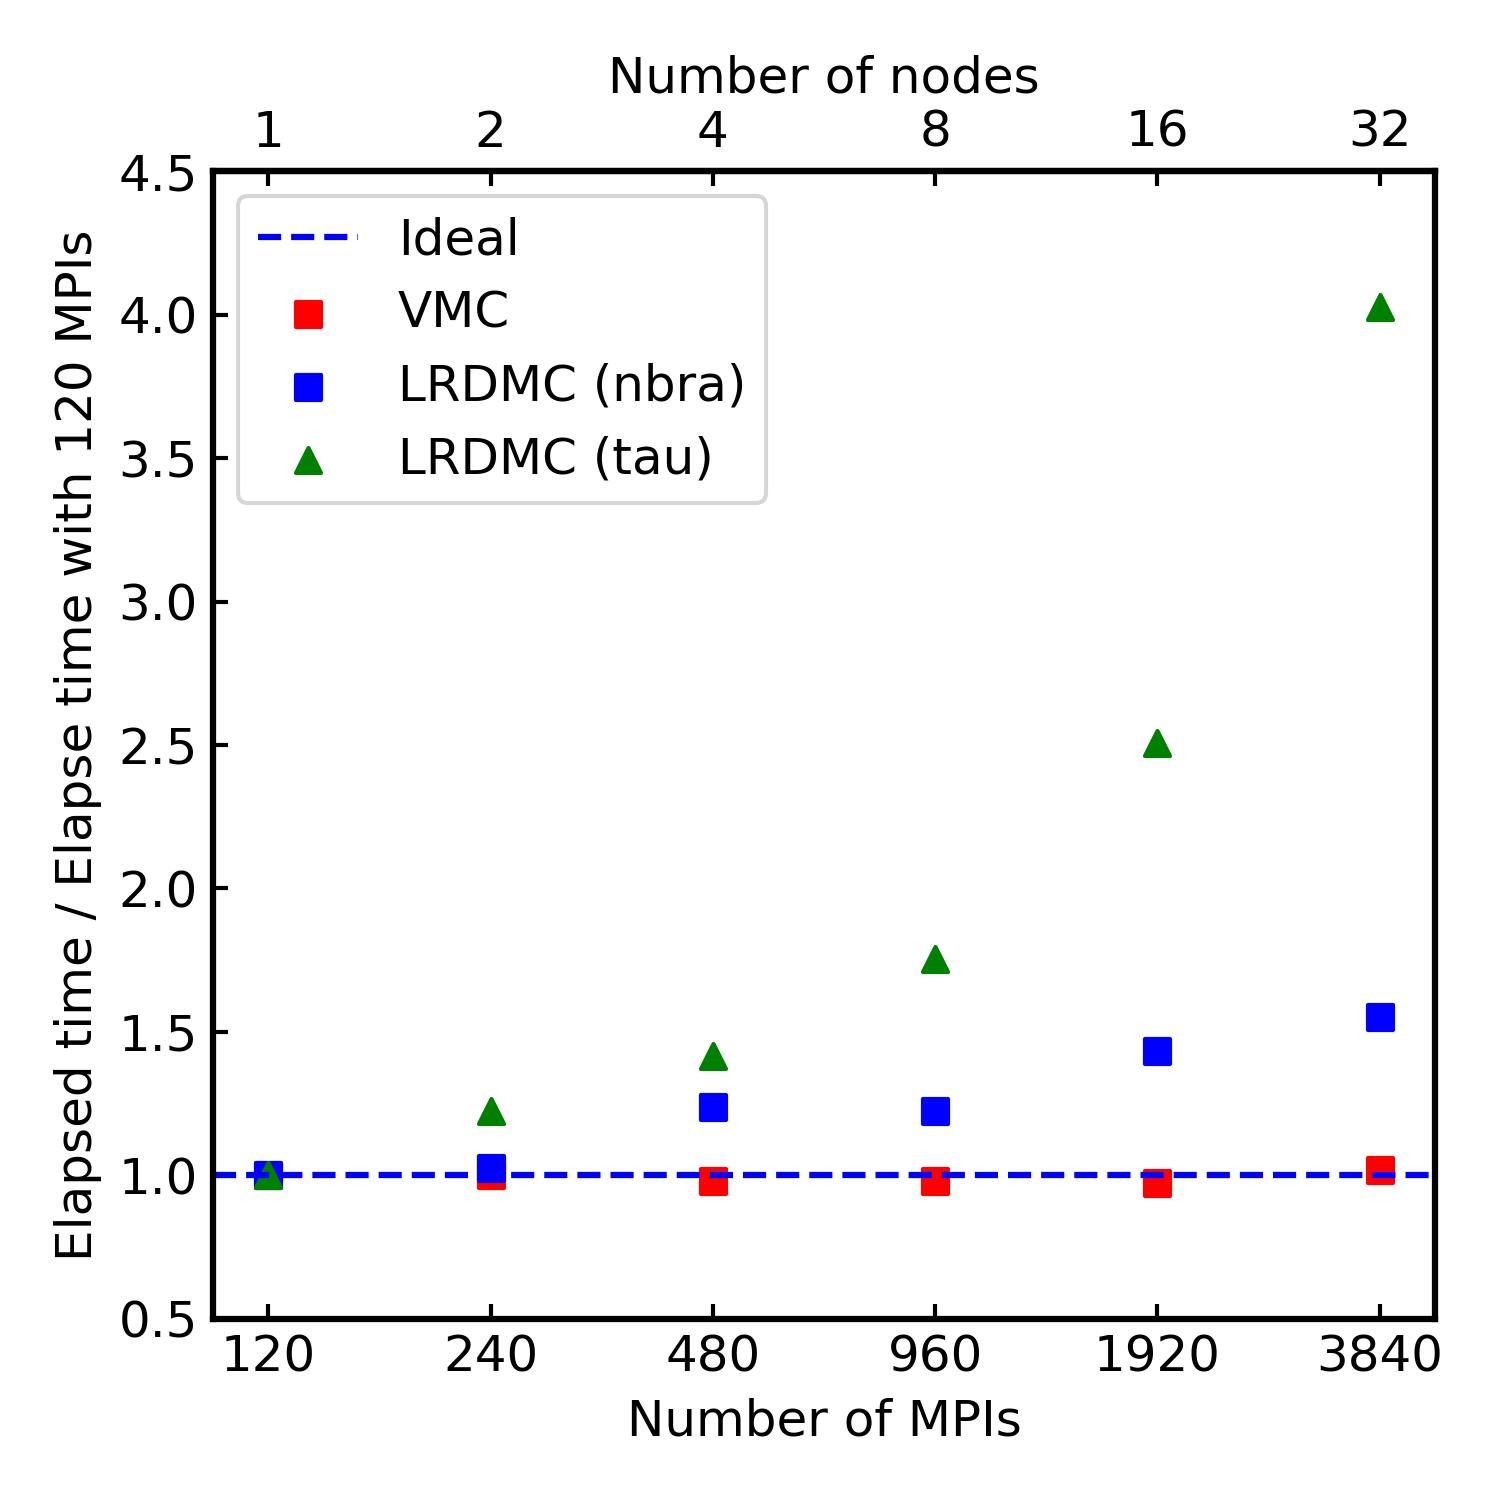 Number of nodes
1 2 4 8 16 32
Elapsed time / Elapse time with 120 MPIs
4.5
4.0
3.5
3.0
2.5
2.0
1.5
1.0
0.5
Ideal
VMC
LRDMC (nbra)
LRDMC (tau)
120 240 480 960 1920 3840
Number of MPIs